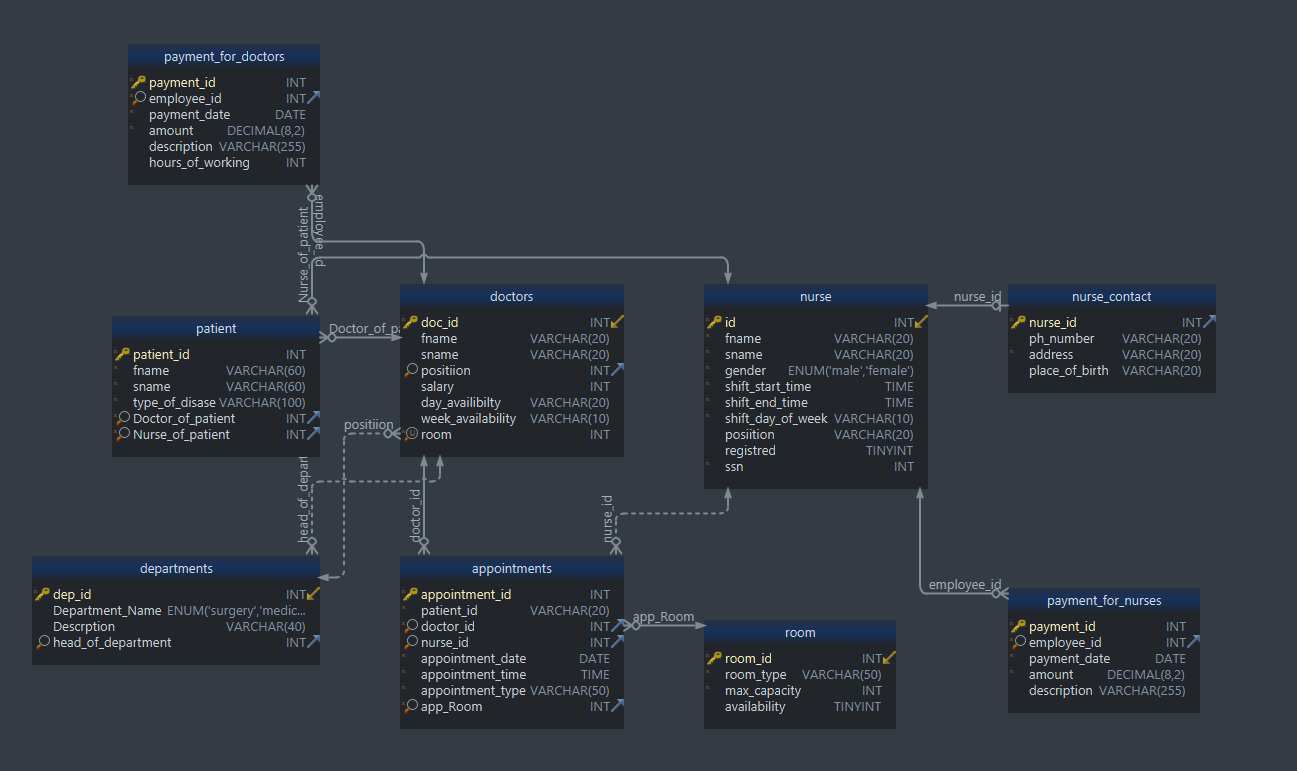 payment_for_doctors
payment_id INT
employee_id INT
payment_date DATE
amount DECIMAL(8,2)
description VARCHAR(255)
hours_of_working INT
employee_id
Nurse_of_patient
doctors
doc_id INT
fname VARCHAR(20)
sname VARCHAR(20)
positiion INT
salary INT
day_availibilty VARCHAR(20)
week_availability VARCHAR(10)
room INT
nurse
id INT
fname VARCHAR(20)
sname VARCHAR(20)
gender ENUM('male','female')
shift_start_time TIME
shift_end_time TIME
shift_day_of_week VARCHAR(10)
posiition VARCHAR(20)
registred TINYINT
ssn INT
nurse_id
nurse_contact
nurse_id INT
ph_number VARCHAR(20)
address VARCHAR(20)
place_of_birth VARCHAR(20)
patient
patient_id INT
fname VARCHAR(60)
sname VARCHAR(60)
type_of_disase VARCHAR(100)
Doctor_of_patient INT
Nurse_of_patient INT
Doctor_of_pa
positiion
head_of_depar
doctor_id
nurse_id
departments
dep_id INT
Department_Name ENUM('surgery','medic...
Descrption VARCHAR(40)
head_of_department INT
appointments
appointment_id INT
patient_id VARCHAR(20)
doctor_id INT
nurse_id INT
appointment_date DATE
appointment_time TIME
appointment_type VARCHAR(50)
app_Room INT
app_Room
room
room_id INT
room_type VARCHAR(50)
max_capacity INT
availability TINYINT
employee_id
payment_for_nurses
payment_id INT
employee_id INT
payment_date DATE
amount DECIMAL(8,2)
description VARCHAR(255)